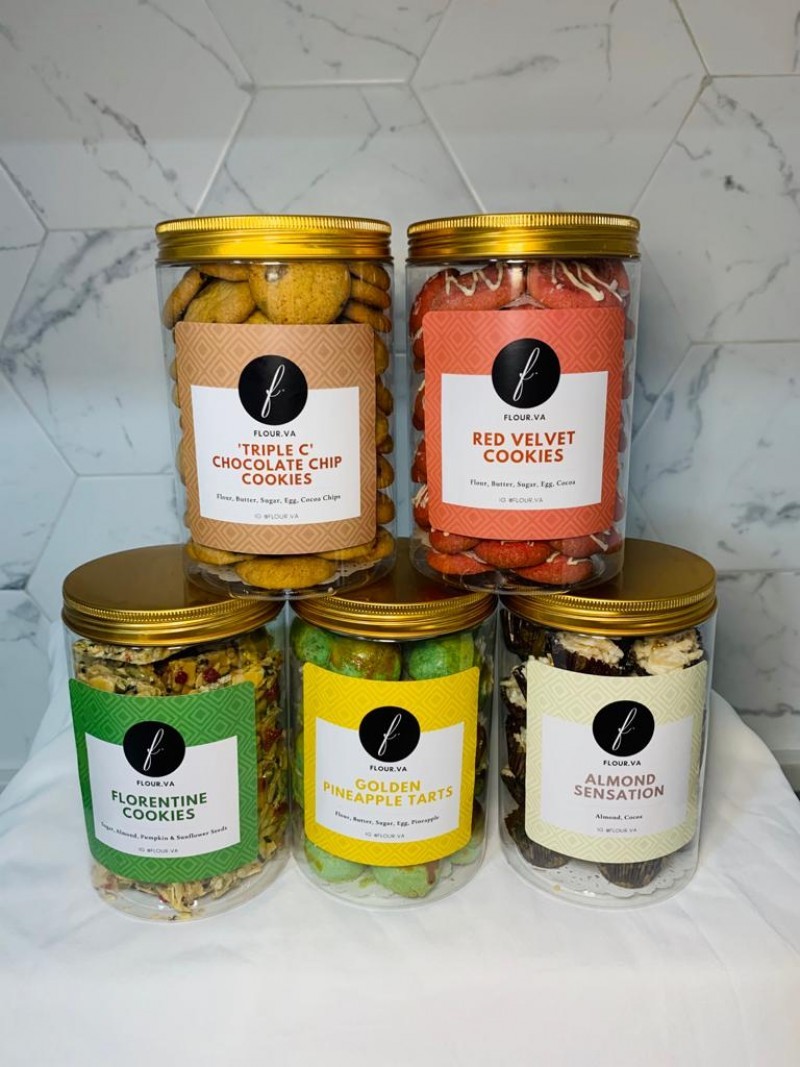 f.
FLOUR.VA
'TRIPLE C'
CHOCOLATE CHIP
COOKIES
Flour, Butter, Sugar, Egg, Cocoa Chips
IG @FLOUR.VA
f.
FLOUR.VA
RED VELVET
COOKIES
Flour, Butter, Sugar, Egg, Cocoa
IG @FLOUR.VA
f.
FLOUR.VA
FLORENTINE
COOKIES
Sugar, Almond, Pumpkin & Sunflower Seeds
IG @FLOUR.VA
f.
FLOUR.VA
GOLDEN
PINEAPPLE TARTS
Flour, Butter, Sugar, Egg, Pineapple
IG @FLOUR.VA
f.
FLOUR.VA
ALMOND
SENSATION
Almond, Cocoa
IG @FLOUR.VA